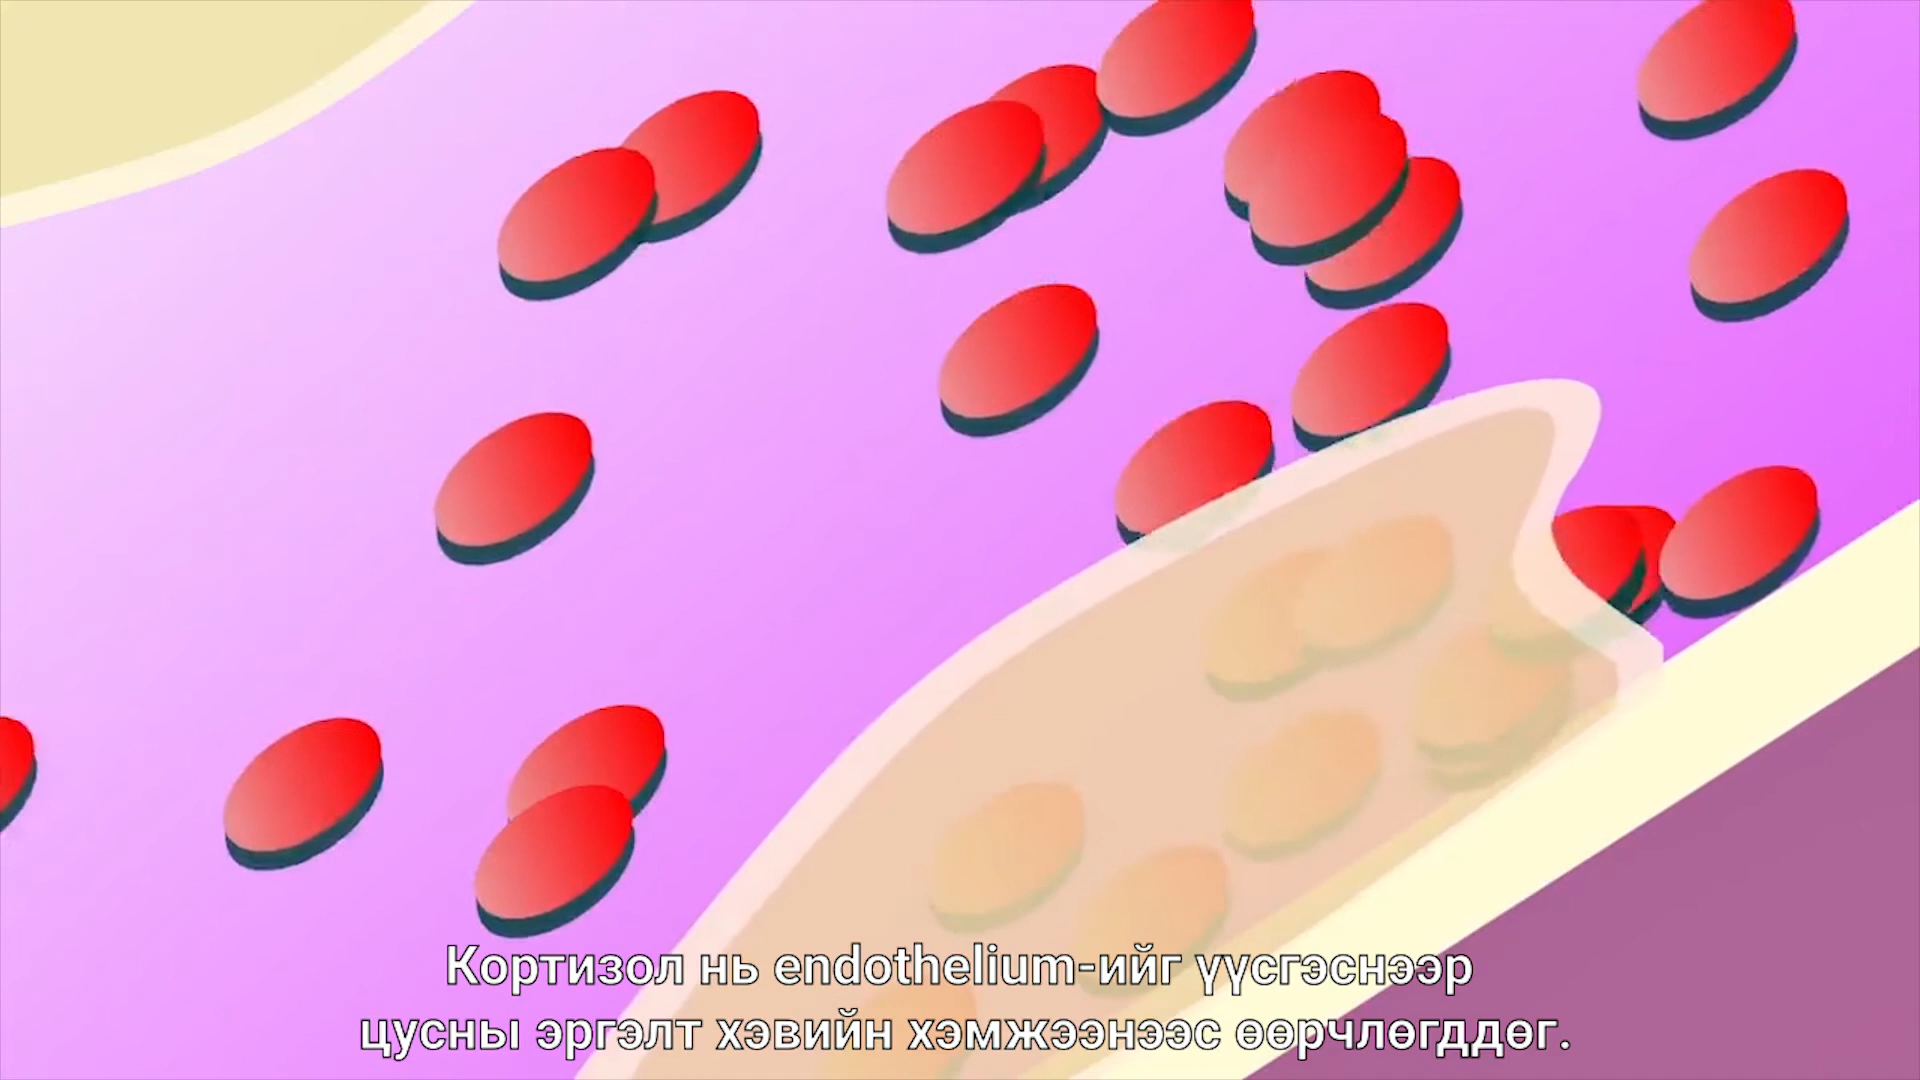 Кортизол нь endothelium-ийг үүсгэснээр
цусны эргэлт хэвийн хэмжээнээс өөрчлөгддөг.